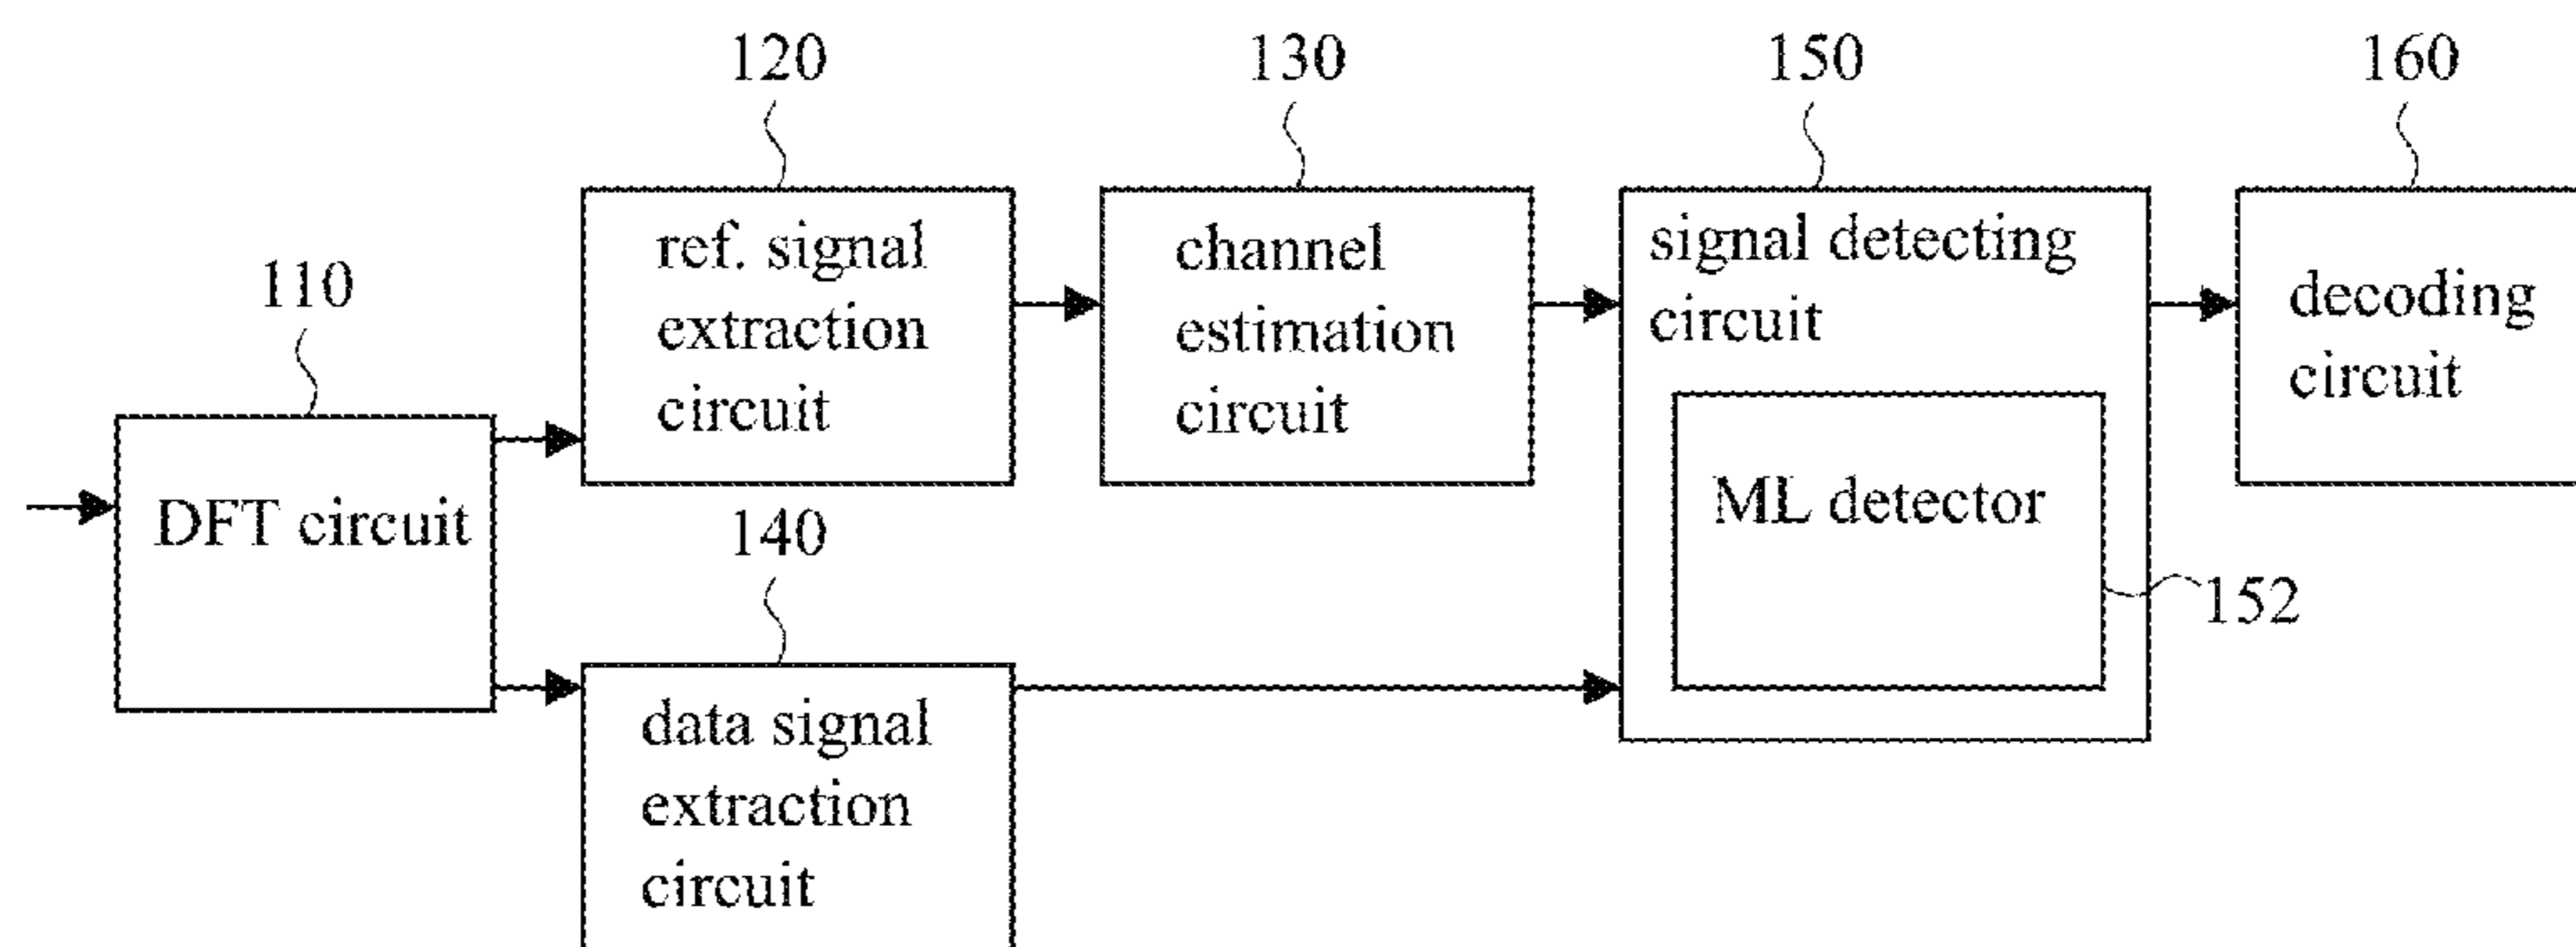 120
130
150
160
110
ref. signal
extraction
circuit
channel
estimation
circuit
signal detecting
circuit
decoding
circuit
DFT circuit
ML detector
140
152
data signal
extraction
circuit